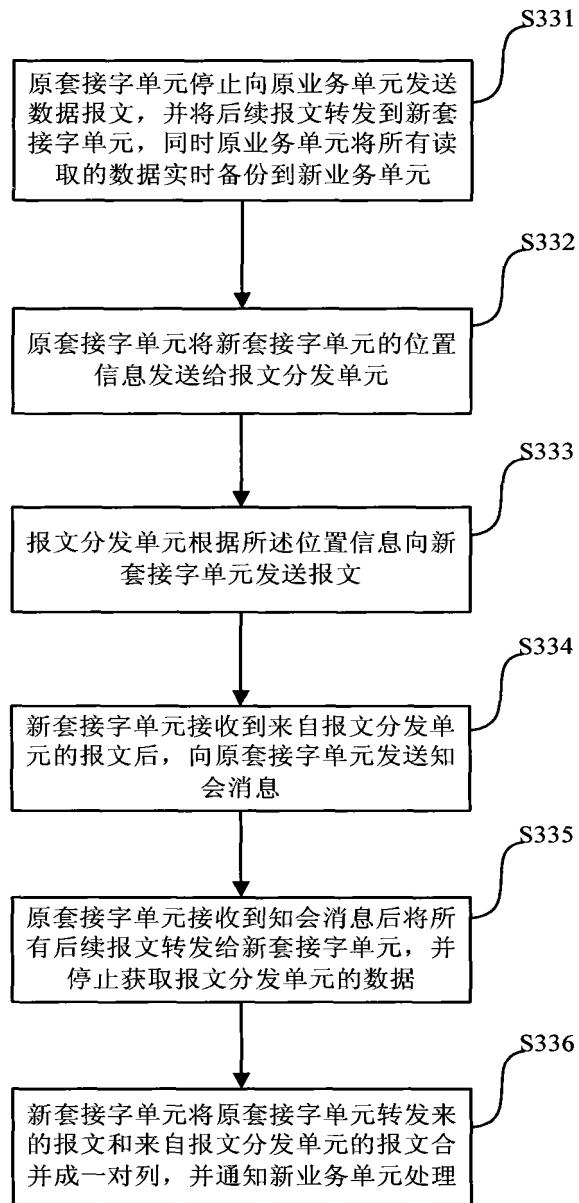 S331
原套接字单元停止向原业务单元发送
数据报文，并将后续报文转发到新套
接字单元，同时原业务单元将所有读
取的数据实时备份到新业务单元
S332
原套接字单元将新套接字单元的位置
信息发送给报文分发单元
S333
报文分发单元根据所述位置信息向新
套接字单元发送报文
S334
新套接字单元接收到来自报文分发单
元的报文后，向原套接字单元发送知
会消息
S335
原套接字单元接收到知会消息后将所
有后续报文转发给新套接字单元，并
停止获取报文分发单元的数据
S336
新套接字单元将原套接字单元转发来
的报文和来自报文分发单元的报文合
并成一对列，并通知新业务单元处理